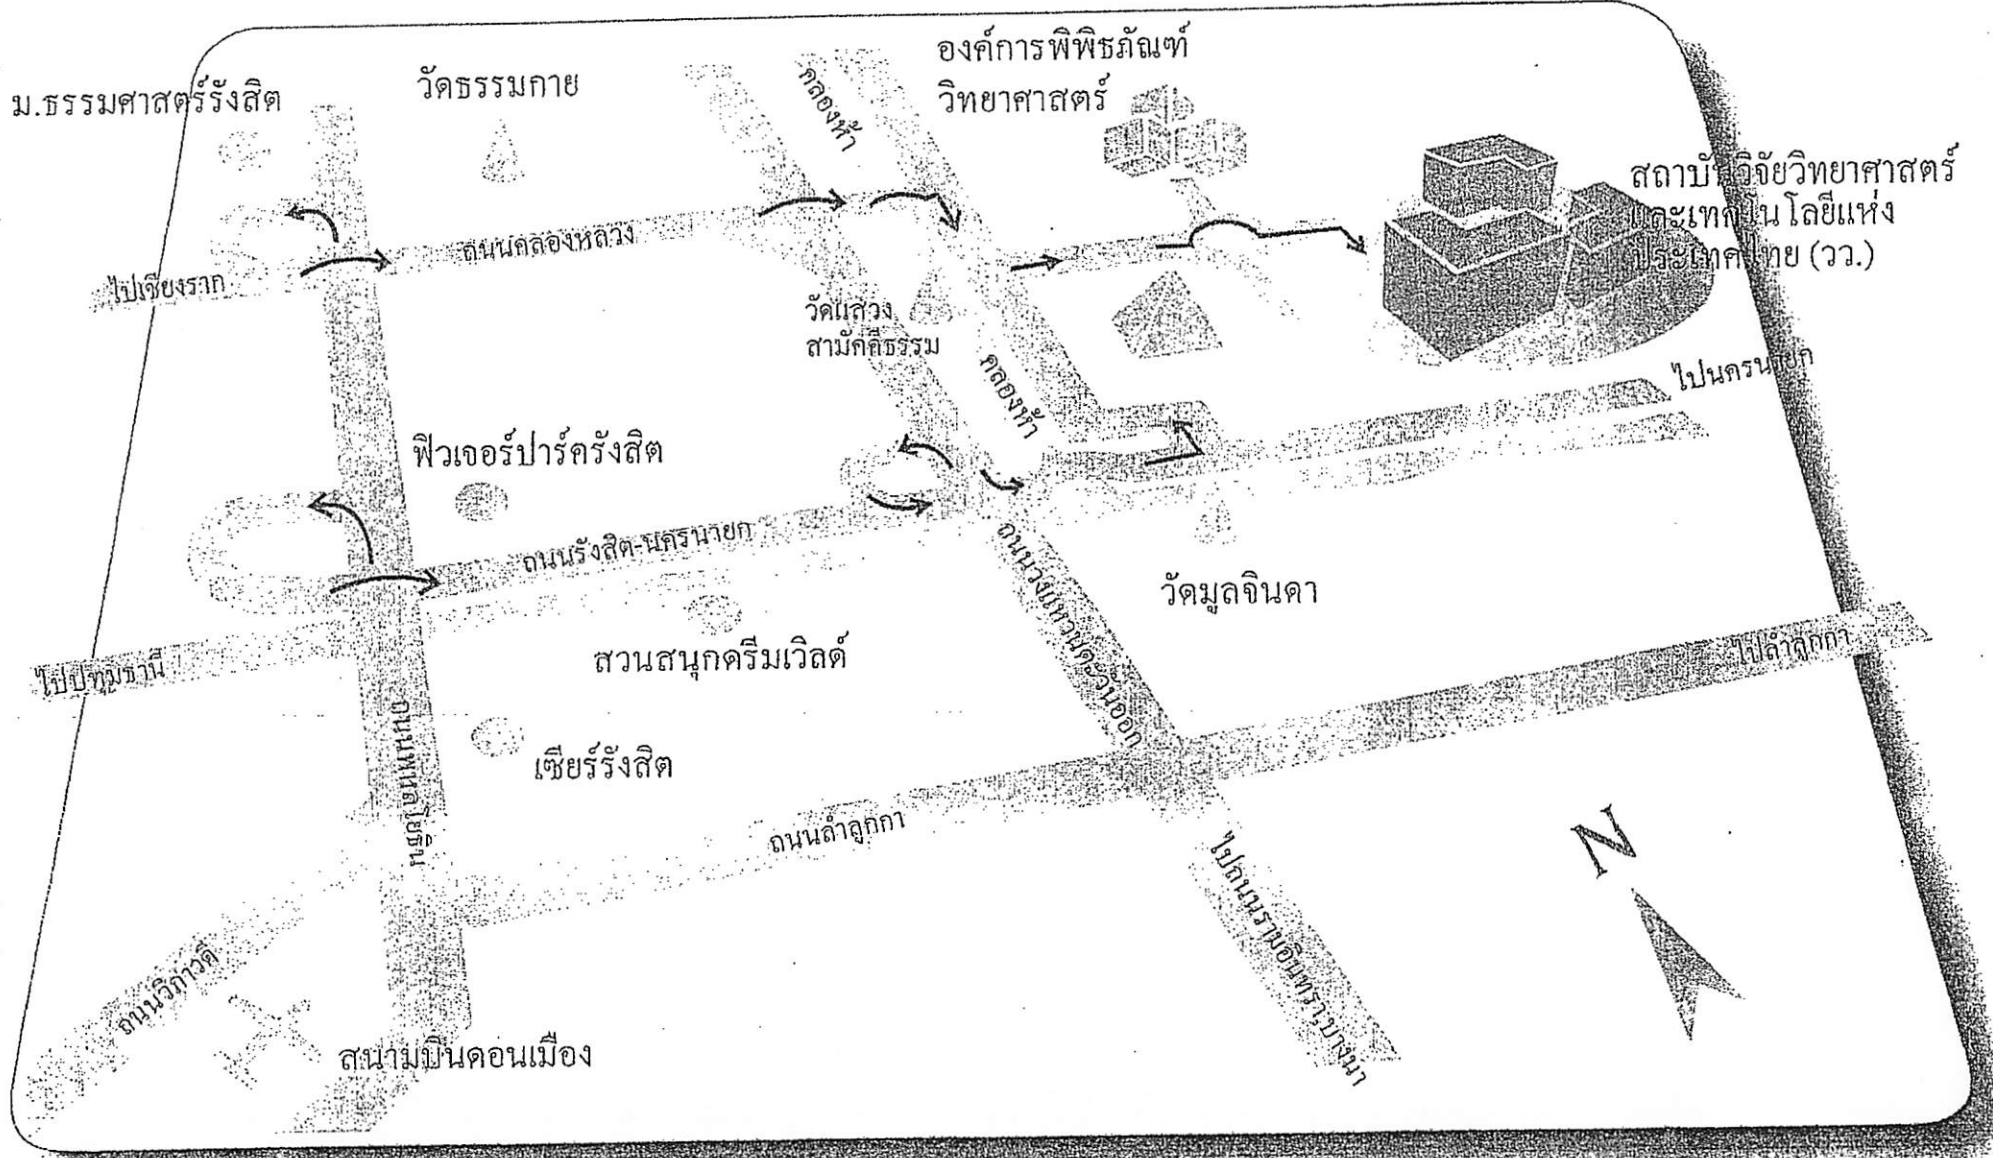 องค์การพิพิธภัณฑ์
วิทยาศาสตร์
ม.ธรรมศาสตร์รังสิต
วัดธรรมกาย
คลองห้า
สถาบันวิจัยวิทยาศาสตร์
และเทคโนโลยีแห่ง
ประเทศไทย (วว.)
ถนนคลองหลวง
ไปเชียงราก
วัดแสวง
สามัคคีธรรม
คลองห้า
ไปนครนายก
ฟิวเจอร์ปาร์ครังสิต
ถนนรังสิต-นครนายก
วัดมูลจินดา
ถนนวงแหวนตะวันออก
สวนสนุกดรีมเวิลด์
ไปลำลูกกา
ไปปทุมธานี
ถนนพหลโยธิน
เซียร์รังสิต
ถนนลำลูกกา
N
ไปถนนรามอินทรา,บางนา
ถนนวิภาวดี
สนามบินดอนเมือง